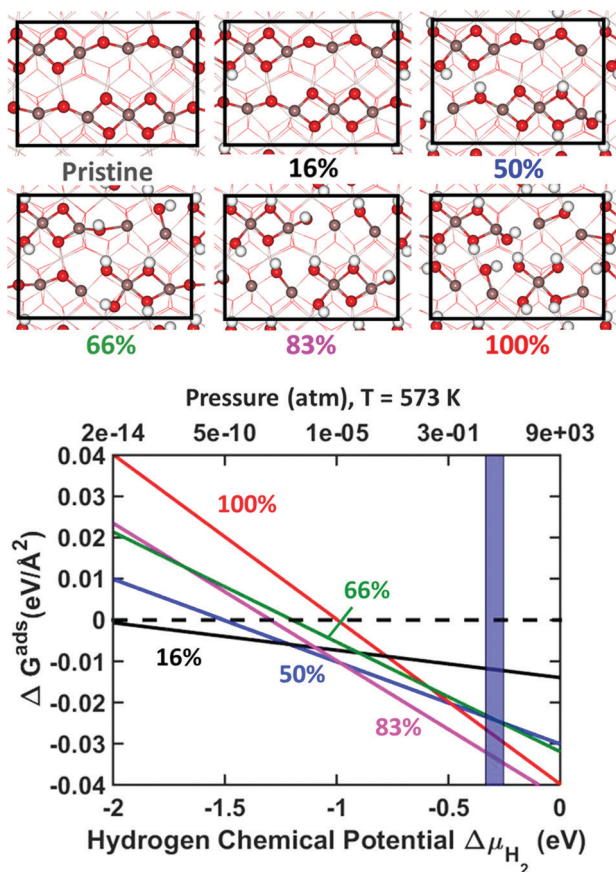 Pristine 16% 50%
66% 83% 100%
Pressure (atm), T = 573 K
2e-14 5e-10 1e-05 3e-01 9e+03
0.04
0.03
0.02
0.01
0
-0.01
-0.02
-0.03
-0.04
Δ G^ads (eV/Å²)
100%
66%
16%
50%
83%
-2 -1.5 -1 -0.5 0
Hydrogen Chemical Potential Δμ_H₂ (eV)